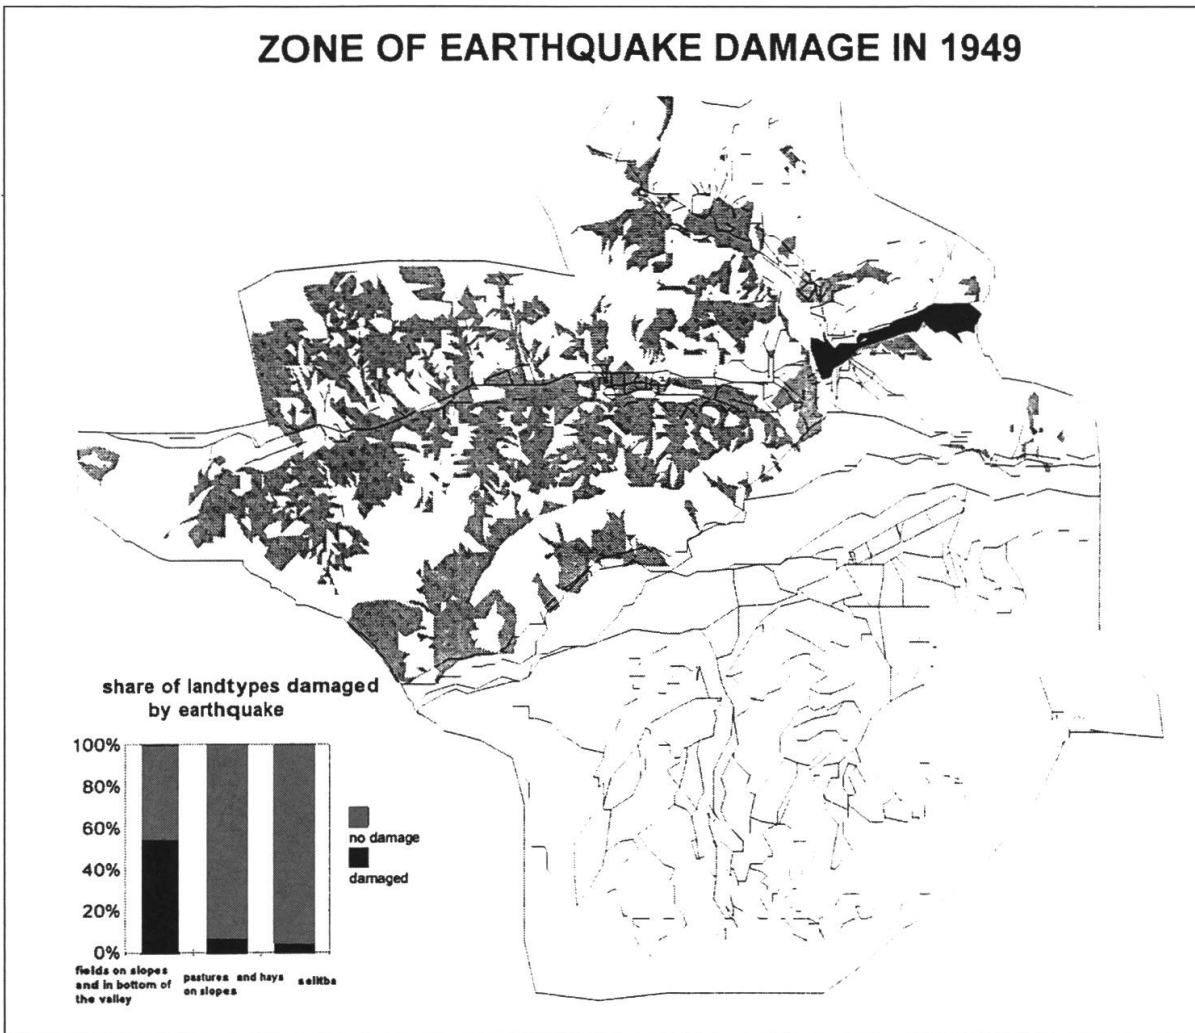 ZONE OF EARTHQUAKE DAMAGE IN 1949
share of landtypes damaged
by earthquake
100%
80%
60%
40%
20%
0%
no damage
damaged
fields on slopes
and in bottom of
the valley
pastures and hays
on slopes
selitba